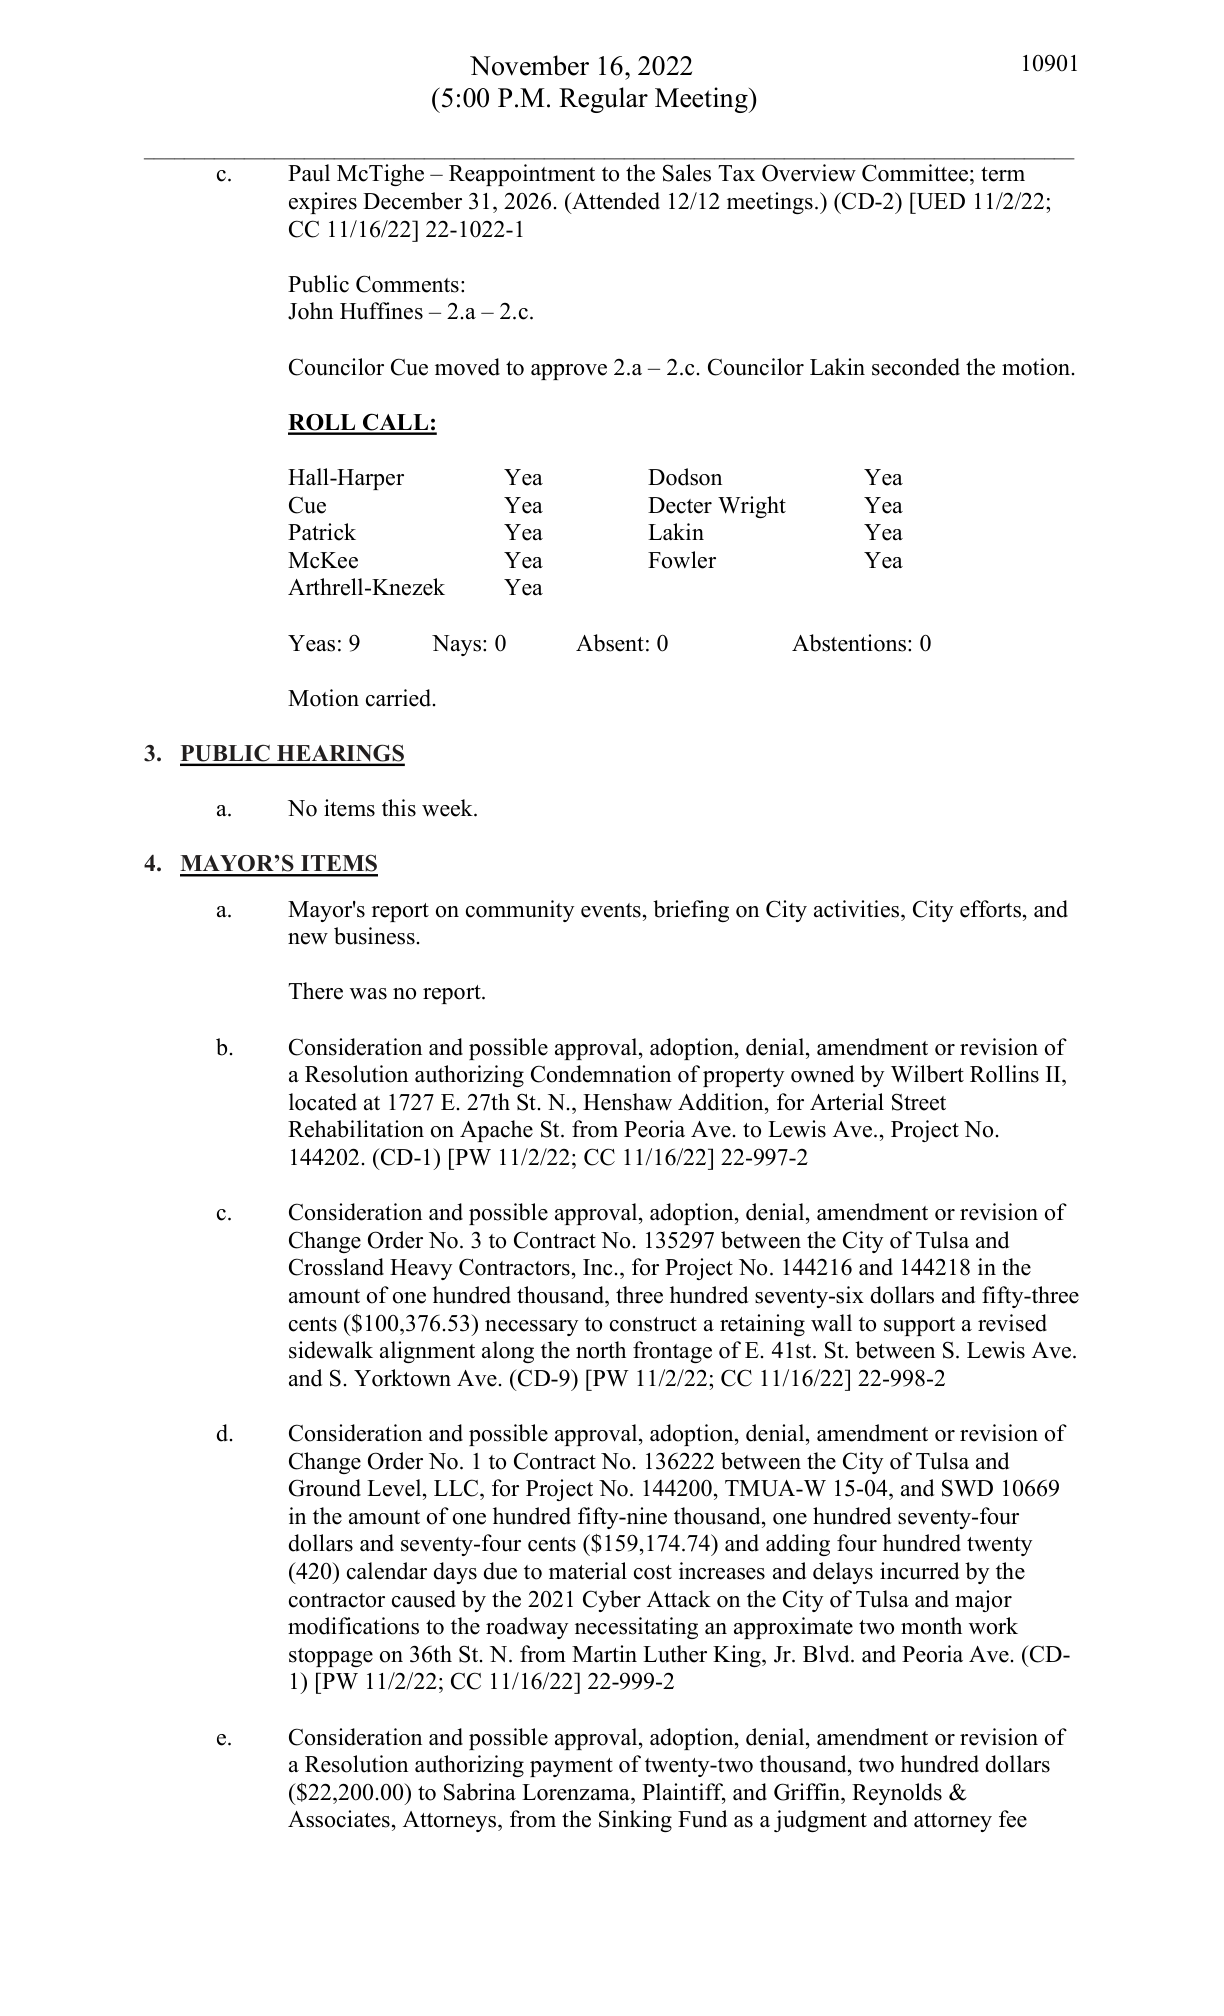 November 16, 2022
10901
(5:00 P.M. Regular Meeting)
c. Paul McTighe – Reappointment to the Sales Tax Overview Committee; term
expires December 31, 2026. (Attended 12/12 meetings.) (CD-2) [UED 11/2/22;
CC 11/16/22] 22-1022-1
Public Comments:
John Huffines – 2.a – 2.c.
Councilor Cue moved to approve 2.a – 2.c. Councilor Lakin seconded the motion.
ROLL CALL:
Hall-Harper Yea Dodson Yea
Cue Yea Decter Wright Yea
Patrick Yea Lakin Yea
McKee Yea Fowler Yea
Arthrell-Knezek Yea
Yeas: 9 Nays: 0 Absent: 0 Abstentions: 0
Motion carried.
3. PUBLIC HEARINGS
a. No items this week.
4. MAYOR’S ITEMS
a. Mayor's report on community events, briefing on City activities, City efforts, and
new business.
There was no report.
b. Consideration and possible approval, adoption, denial, amendment or revision of
a Resolution authorizing Condemnation of property owned by Wilbert Rollins II,
located at 1727 E. 27th St. N., Henshaw Addition, for Arterial Street
Rehabilitation on Apache St. from Peoria Ave. to Lewis Ave., Project No.
144202. (CD-1) [PW 11/2/22; CC 11/16/22] 22-997-2
c. Consideration and possible approval, adoption, denial, amendment or revision of
Change Order No. 3 to Contract No. 135297 between the City of Tulsa and
Crossland Heavy Contractors, Inc., for Project No. 144216 and 144218 in the
amount of one hundred thousand, three hundred seventy-six dollars and fifty-three
cents ($100,376.53) necessary to construct a retaining wall to support a revised
sidewalk alignment along the north frontage of E. 41st. St. between S. Lewis Ave.
and S. Yorktown Ave. (CD-9) [PW 11/2/22; CC 11/16/22] 22-998-2
d. Consideration and possible approval, adoption, denial, amendment or revision of
Change Order No. 1 to Contract No. 136222 between the City of Tulsa and
Ground Level, LLC, for Project No. 144200, TMUA-W 15-04, and SWD 10669
in the amount of one hundred fifty-nine thousand, one hundred seventy-four
dollars and seventy-four cents ($159,174.74) and adding four hundred twenty
(420) calendar days due to material cost increases and delays incurred by the
contractor caused by the 2021 Cyber Attack on the City of Tulsa and major
modifications to the roadway necessitating an approximate two month work
stoppage on 36th St. N. from Martin Luther King, Jr. Blvd. and Peoria Ave. (CD-
1) [PW 11/2/22; CC 11/16/22] 22-999-2
e. Consideration and possible approval, adoption, denial, amendment or revision of
a Resolution authorizing payment of twenty-two thousand, two hundred dollars
($22,200.00) to Sabrina Lorenzama, Plaintiff, and Griffin, Reynolds &
Associates, Attorneys, from the Sinking Fund as a judgment and attorney fee